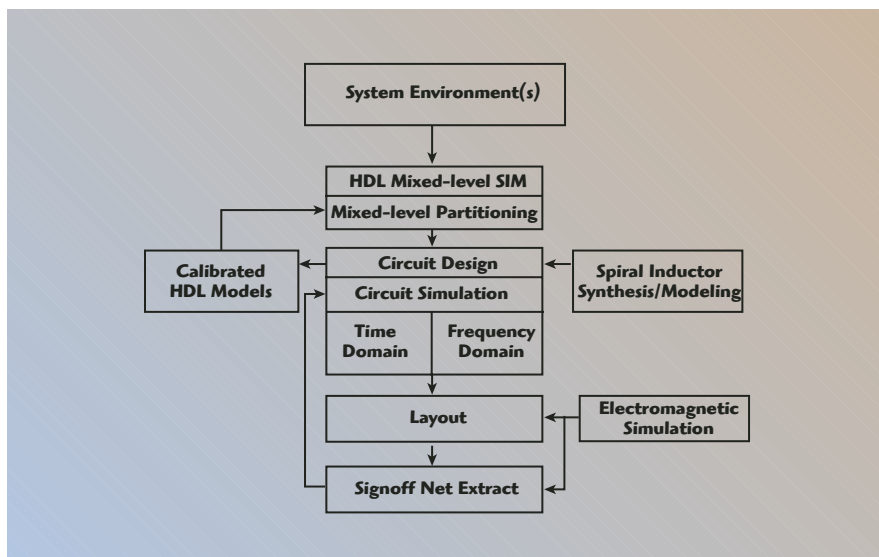 System Environment(s)
HDL Mixed-level SIM
Mixed-level Partitioning
Calibrated
HDL Models
Circuit Design
Circuit Simulation
Time
Domain
Frequency
Domain
Spiral Inductor
Synthesis/Modeling
Layout
Electromagnetic
Simulation
Signoff Net Extract